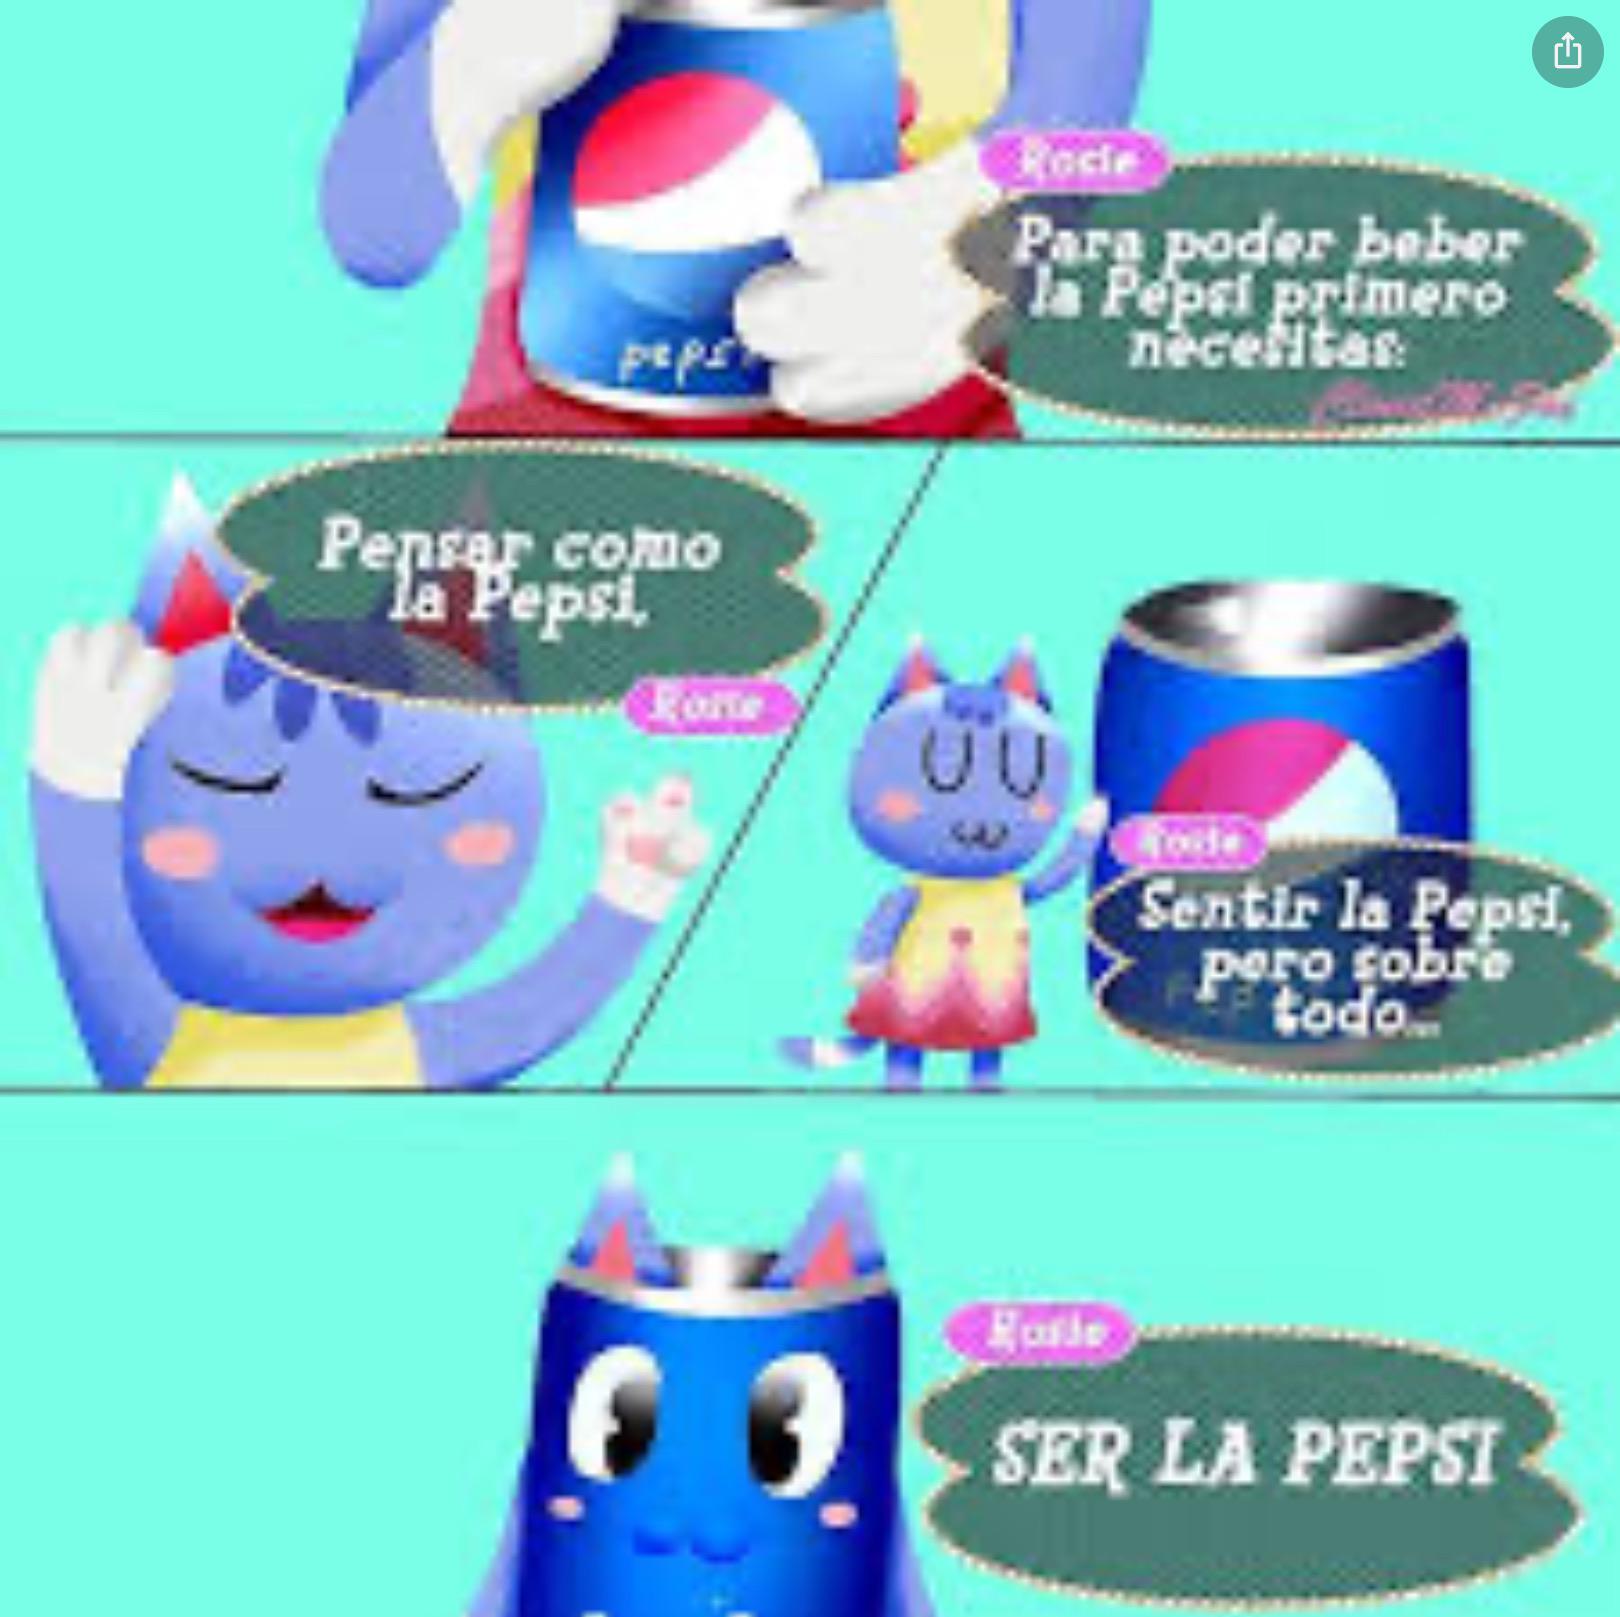 pepsi
Rosie
Para poder beber
la Pepsi primero
necesitas:
Pensar como
la Pepsi,
Rosie
Rosie
Sentir la Pepsi,
pero sobre
todo...
Rosie
SER LA PEPSI